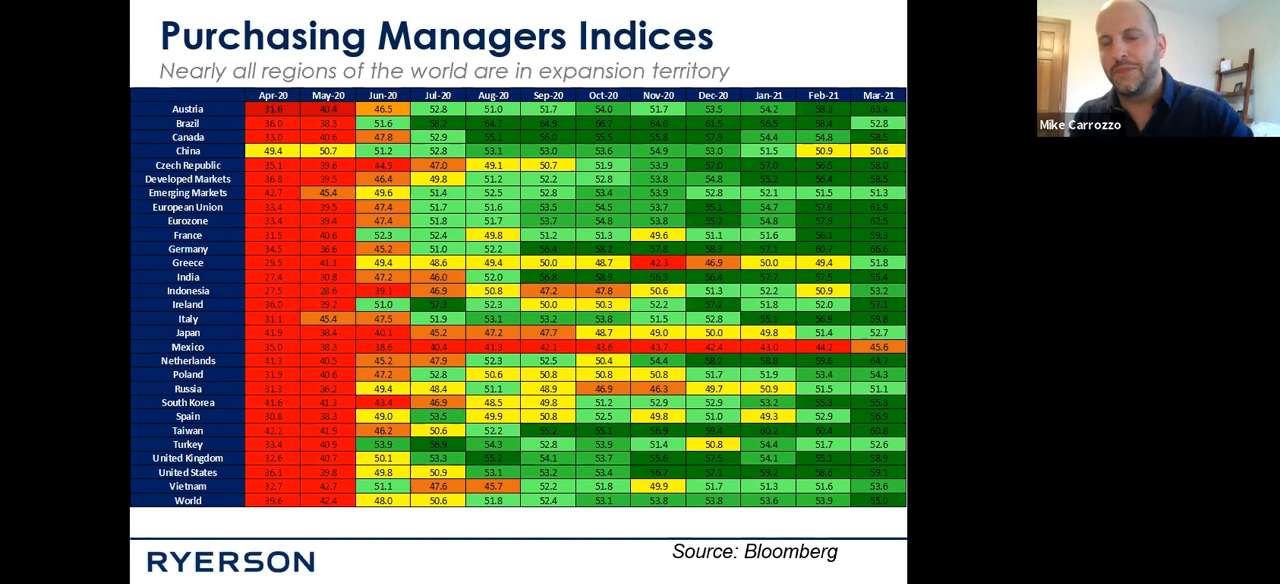 Purchasing Managers Indices
Nearly all regions of the world are in expansion territory
Apr-20 May-20 Jun-20 Jul-20 Aug-20 Sep-20 Oct-20 Nov-20 Dec-20 Jan-21 Feb-21 Mar-21
Austria 31.6 40.4 46.5 52.8 51.0 51.7 54.0 51.7 53.5 54.2 58.3 63.4
Brazil 36.0 38.3 51.6 58.2 64.7 64.9 66.7 64.0 61.5 56.5 58.4 52.8
Canada 33.0 40.6 47.8 52.9 55.1 56.0 55.5 55.8 57.9 54.4 54.8 58.5
China 49.4 50.7 51.2 52.8 53.1 53.0 53.6 54.9 53.0 51.5 50.9 50.6
Czech Republic 35.1 39.6 44.9 47.0 49.1 50.7 51.9 53.9 57.0 57.0 56.5 58.0
Developed Markets 36.8 39.5 46.4 49.8 51.2 52.2 52.8 53.8 54.8 55.2 56.4 58.5
Emerging Markets 42.7 45.4 49.6 51.4 52.5 52.8 53.4 53.9 52.8 52.1 51.5 51.3
European Union 33.4 39.5 47.4 51.7 51.6 53.5 54.5 53.7 55.1 54.7 57.6 61.9
Eurozone 33.4 39.4 47.4 51.8 51.7 53.7 54.8 53.8 55.2 54.8 57.9 62.5
France 31.5 40.6 52.3 52.4 49.8 51.2 51.3 49.6 51.1 51.6 56.1 59.3
Germany 34.5 36.6 45.2 51.0 52.2 56.4 58.2 57.8 58.3 57.1 60.7 66.6
Greece 29.5 41.1 49.4 48.6 49.4 50.0 48.7 42.3 46.9 50.0 49.4 51.8
India 27.4 30.8 47.2 46.0 52.0 56.8 58.9 56.3 56.4 57.7 57.5 55.4
Indonesia 27.5 28.6 39.1 46.9 50.8 47.2 47.8 50.6 51.3 52.2 50.9 53.2
Ireland 36.0 39.2 51.0 57.3 52.3 50.0 50.3 52.2 57.2 51.8 52.0 57.1
Italy 31.1 45.4 47.5 51.9 53.1 53.2 53.8 51.5 52.8 55.1 56.9 59.8
Japan 41.9 38.4 40.1 45.2 47.2 47.7 48.7 49.0 50.0 49.8 51.4 52.7
Mexico 35.0 38.3 38.6 40.4 41.3 42.1 43.6 43.7 42.4 43.0 44.2 45.6
Netherlands 41.3 40.5 45.2 47.9 52.3 52.5 50.4 54.4 58.2 58.8 59.6 64.7
Poland 31.9 40.6 47.2 52.8 50.6 50.8 50.8 50.8 51.7 51.9 53.4 54.3
Russia 31.3 36.2 49.4 48.4 51.1 48.9 46.9 46.3 49.7 50.9 51.5 51.1
South Korea 41.6 41.3 43.4 46.9 48.5 49.8 51.2 52.9 52.9 53.2 55.3 55.3
Spain 30.8 38.3 49.0 53.5 49.9 50.8 52.5 49.8 51.0 49.3 52.9 56.9
Taiwan 42.2 41.9 46.2 50.6 52.2 55.2 55.1 56.9 59.4 60.2 60.4 60.8
Turkey 33.4 40.9 53.9 56.9 54.3 52.8 53.9 51.4 50.8 54.4 51.7 52.6
United Kingdom 32.6 40.7 50.1 53.3 55.2 54.1 53.7 55.6 57.5 54.1 55.1 58.9
United States 36.1 39.8 49.8 50.9 53.1 53.2 53.4 56.7 57.1 59.2 58.6 59.1
Vietnam 32.7 42.7 51.1 47.6 45.7 52.2 51.8 49.9 51.7 51.3 51.6 53.6
World 39.6 42.4 48.0 50.6 51.8 52.4 53.1 53.8 53.8 53.6 53.9 55.0
Source: Bloomberg
RYERSON
Mike Carrozzo